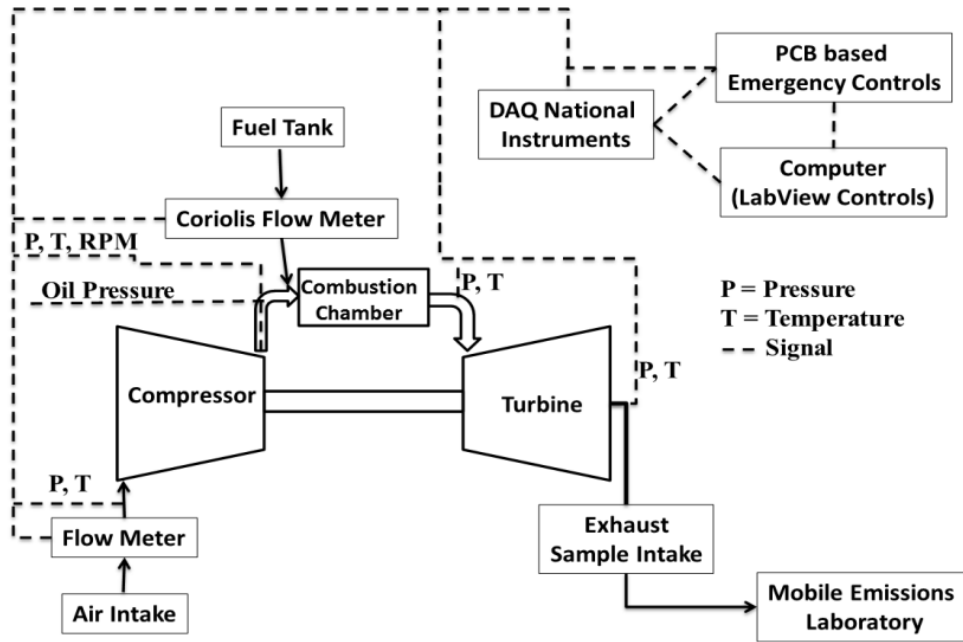 PCB based
Emergency Controls
DAQ National
Instruments
Fuel Tank
Computer
(LabView Controls)
Coriolis Flow Meter
P, T, RPM
Oil Pressure
Combustion
Chamber
P, T
P = Pressure
T = Temperature
--- Signal
Compressor
Turbine
P, T
P, T
Flow Meter
Exhaust
Sample Intake
Air Intake
Mobile Emissions
Laboratory